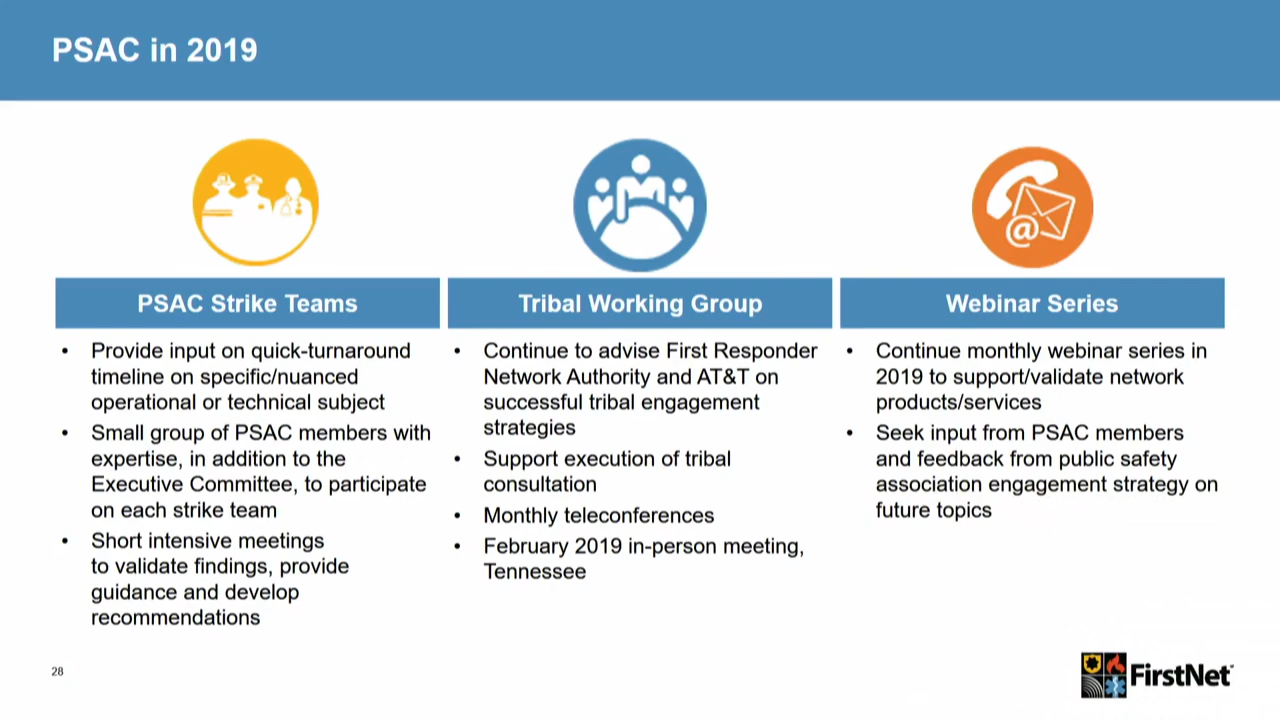 PSAC in 2019
@
PSAC Strike Teams
• Provide input on quick-turnaround
timeline on specific/nuanced
operational or technical subject
• Small group of PSAC members with
expertise, in addition to the
Executive Committee, to participate
on each strike team
• Short intensive meetings
to validate findings, provide
guidance and develop
recommendations
Tribal Working Group
• Continue to advise First Responder
Network Authority and AT&T on
successful tribal engagement
strategies
• Support execution of tribal
consultation
• Monthly teleconferences
• February 2019 in-person meeting,
Tennessee
Webinar Series
• Continue monthly webinar series in
2019 to support/validate network
products/services
• Seek input from PSAC members
and feedback from public safety
association engagement strategy on
future topics
28
FirstNet™